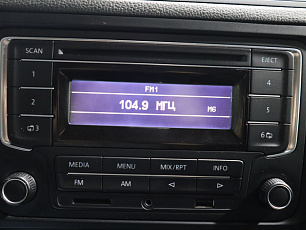 SCAN
EJECT
1
4
FM1
2
104.9 МГЦ
M6
5
3
6
MEDIA
MENU
MIX/RPT
INFO
FM
AM